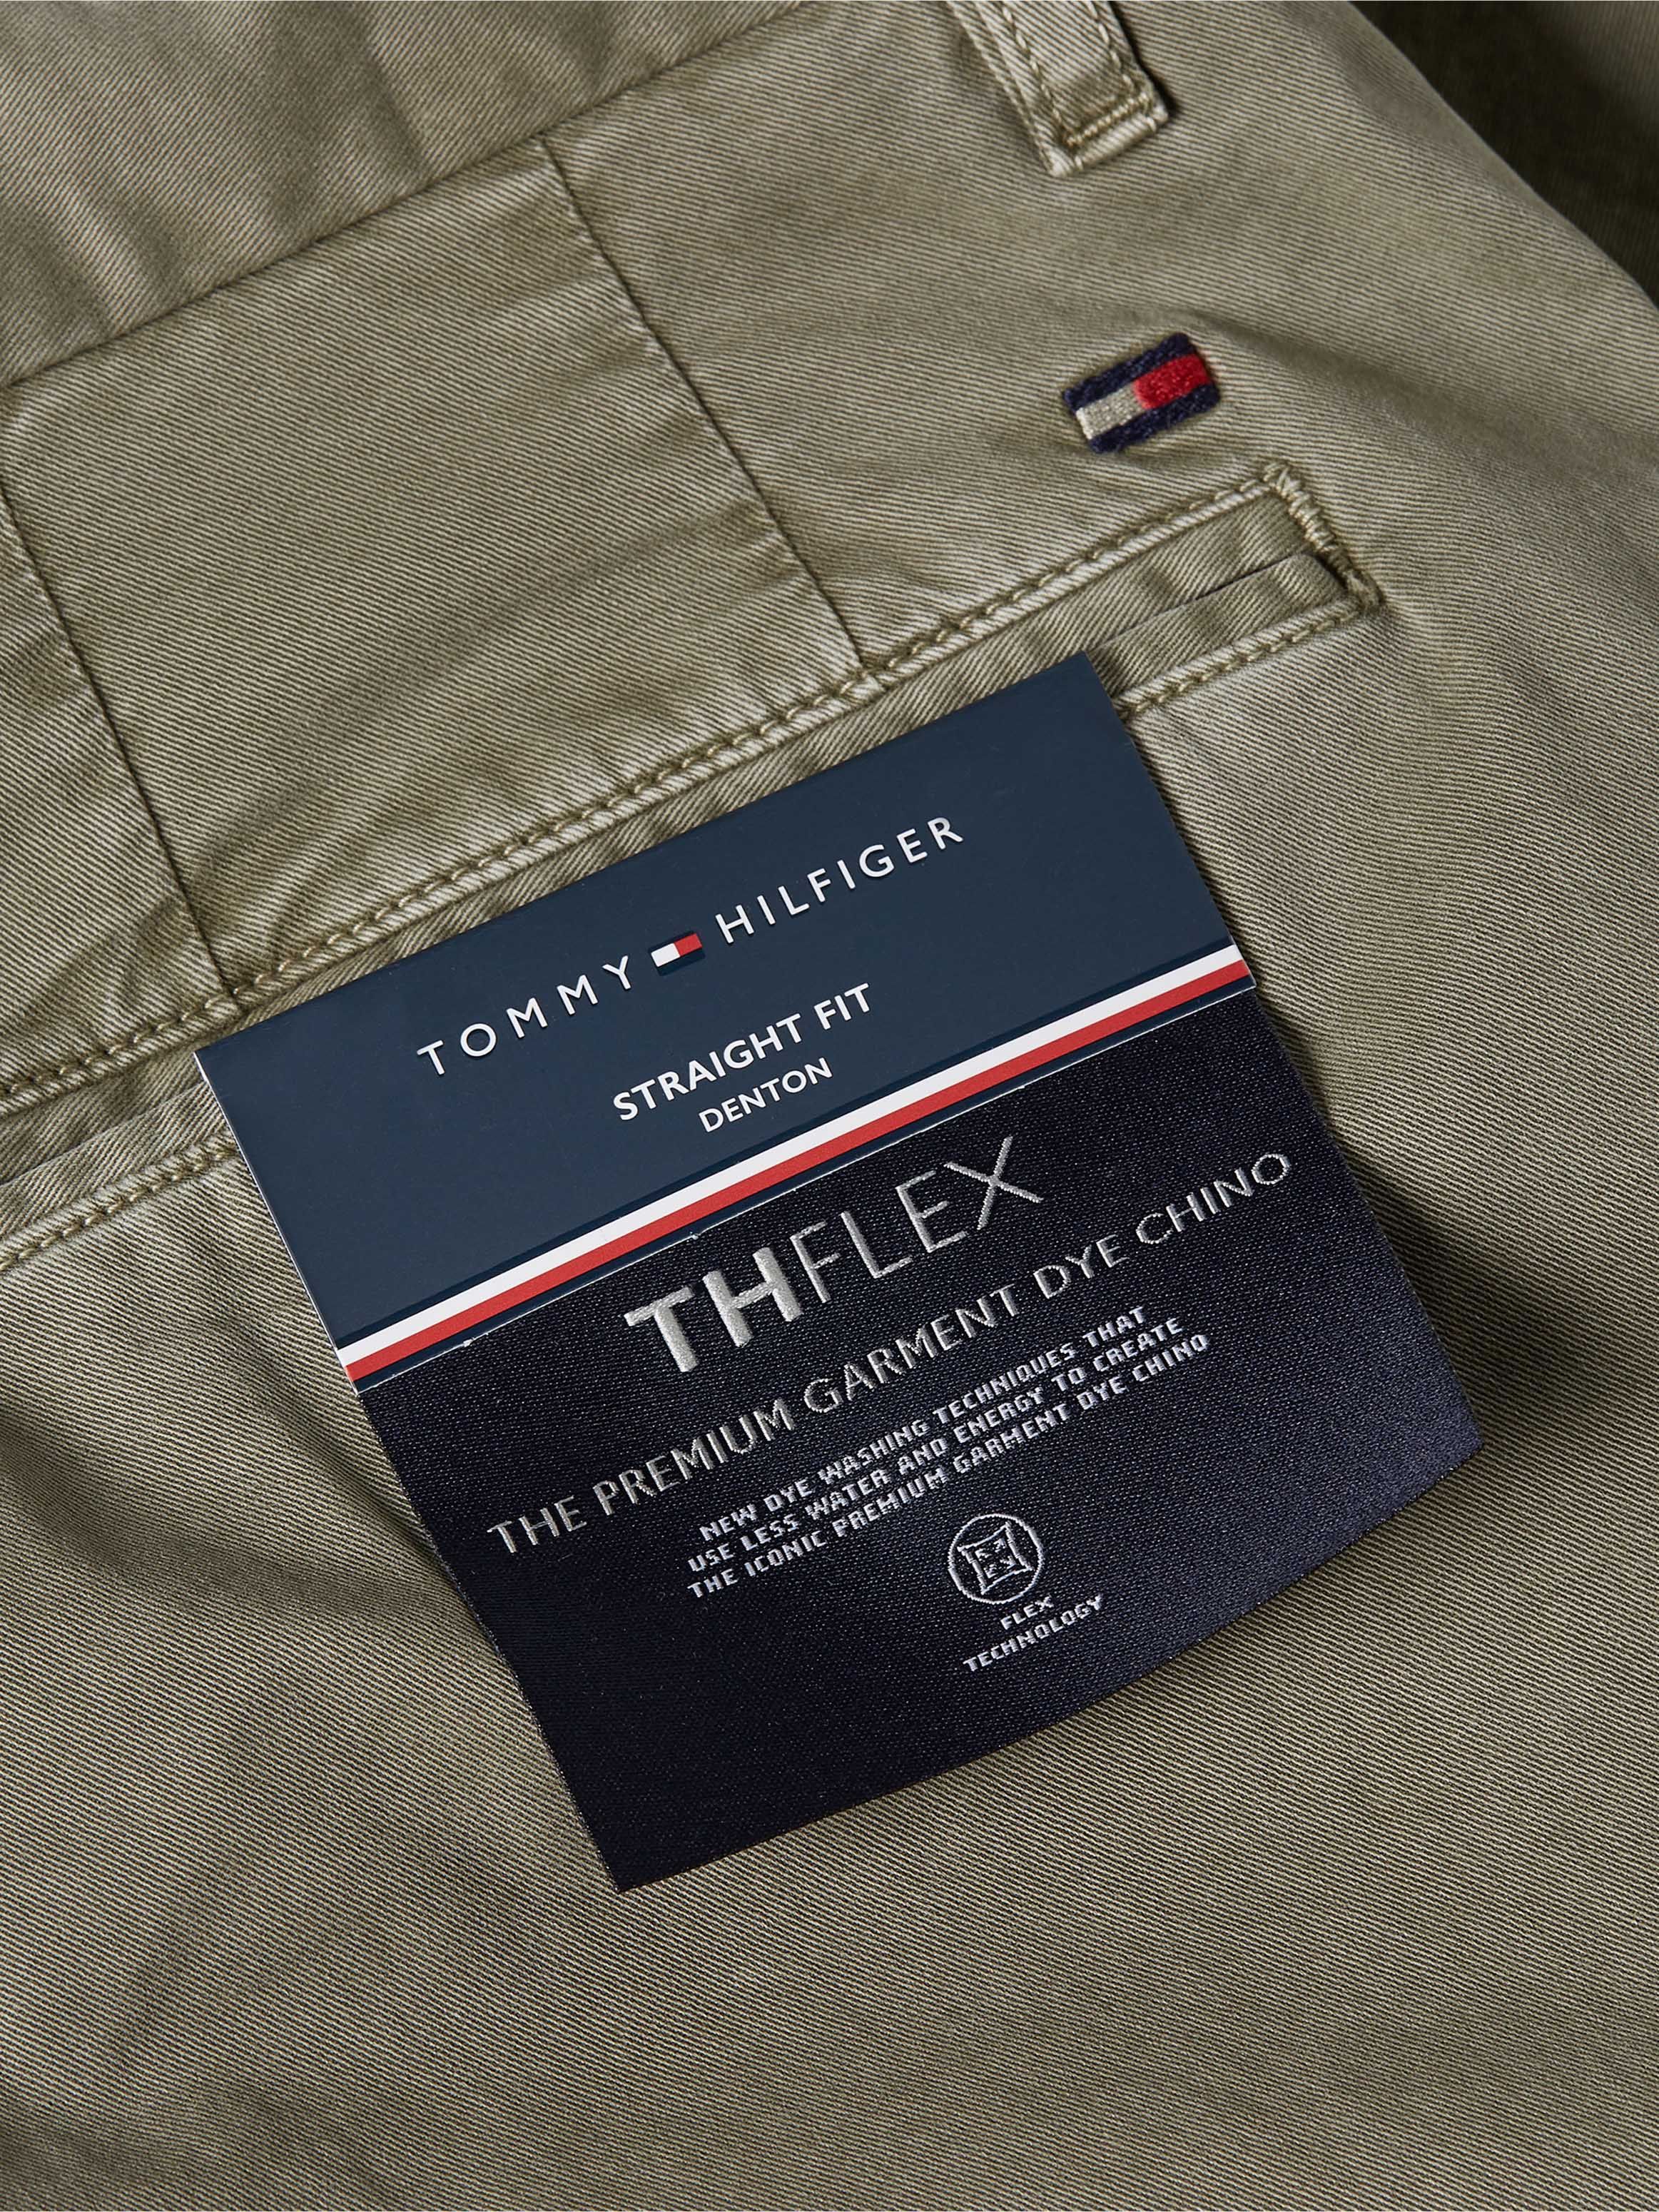 TOMMY HILFIGER
STRAIGHT FIT
DENTON
THFLEX
THE PREMIUM GARMENT DYE CHINO
NEW DYE WASHING TECHNIQUES THAT
USE LESS WATER AND ENERGY TO CREATE
THE ICONIC PREMIUM GARMENT DYE CHINO
FLEX
TECHNOLOGY